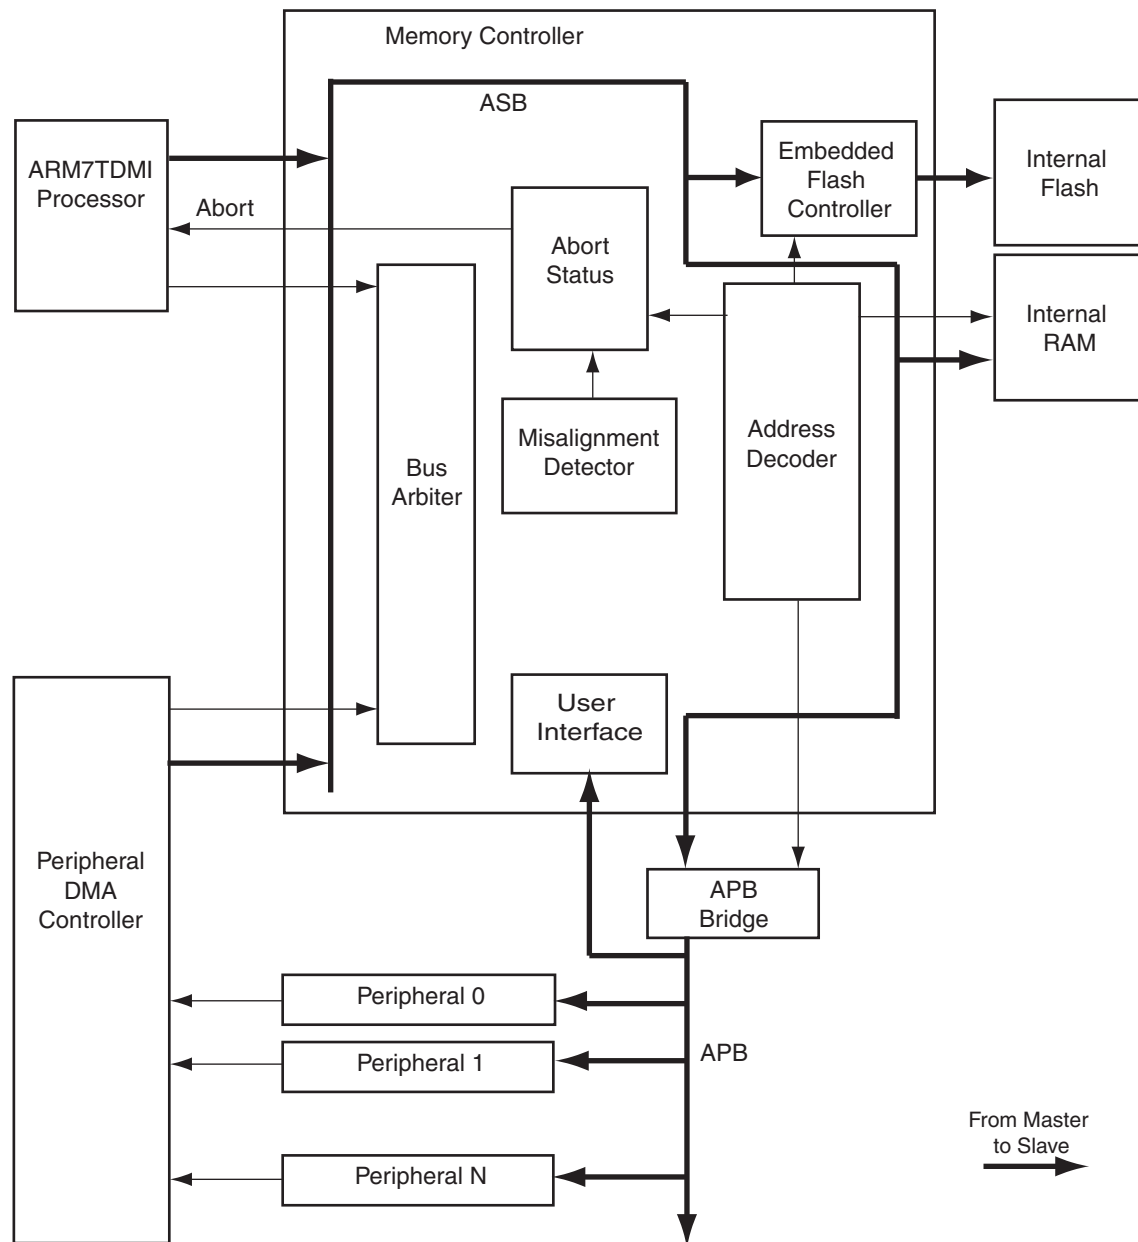 Memory Controller
ASB
ARM7TDMI
Processor
Abort
Embedded
Flash
Controller
Internal
Flash
Abort
Status
Internal
RAM
Misalignment
Detector
Address
Decoder
Bus
Arbiter
User
Interface
Peripheral
DMA
Controller
APB
Bridge
Peripheral 0
Peripheral 1
APB
Peripheral N
From Master
to Slave